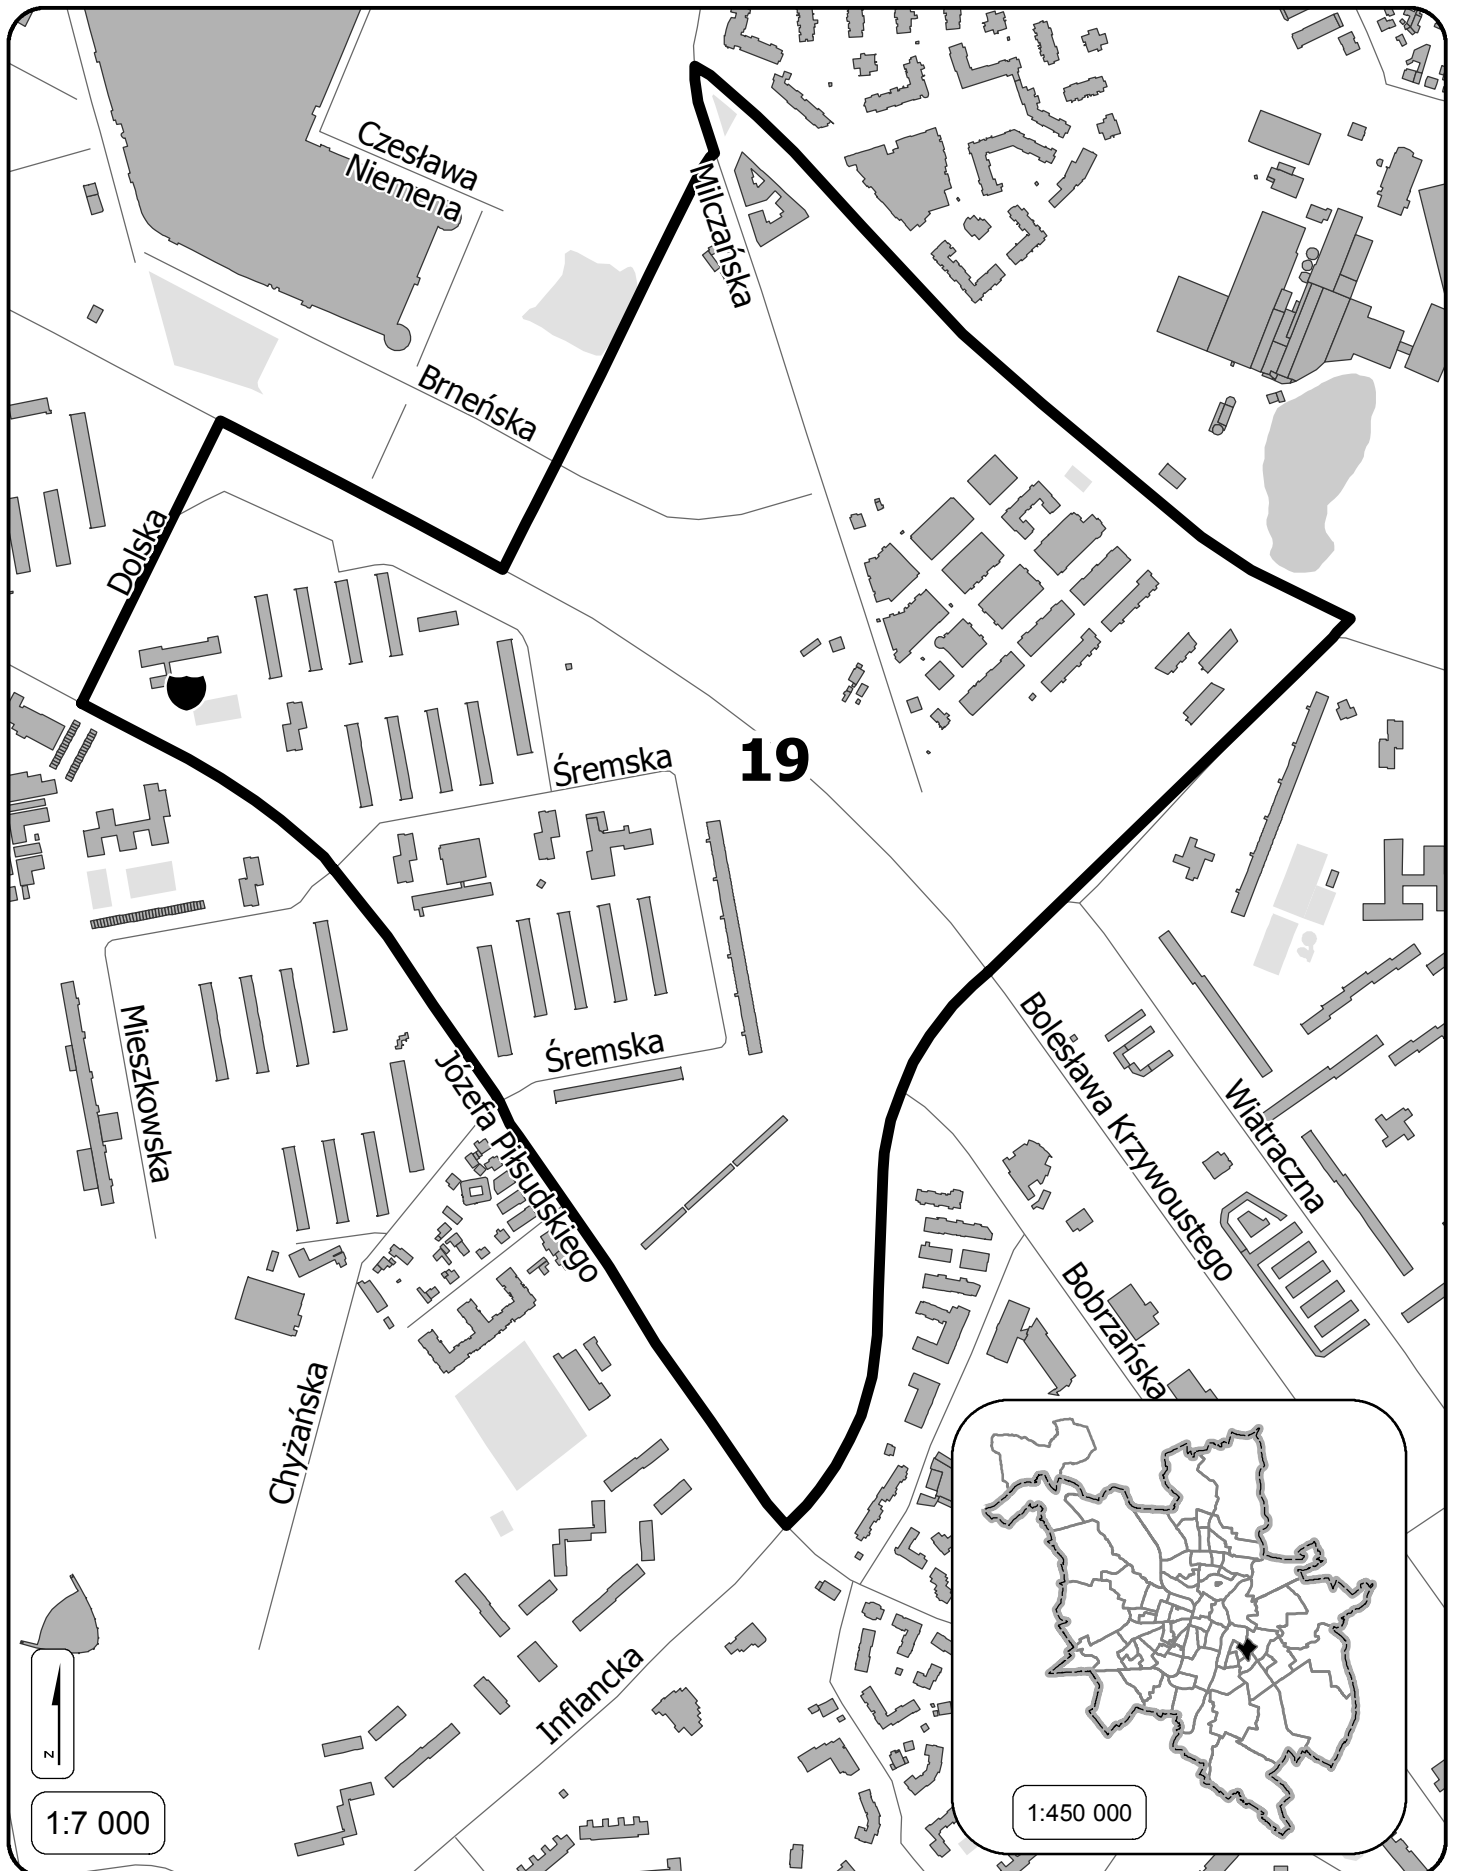 Czesława
Niemena
Milczańska
Brneńska
Dolska
19
Śremska
Śremska
Mieszkowska
Józefa Piłsudskiego
Bolesława Krzywoustego
Wiatraczna
Bobrzańska
Chyżańska
Inflancka
N
1:7 000
1:450 000